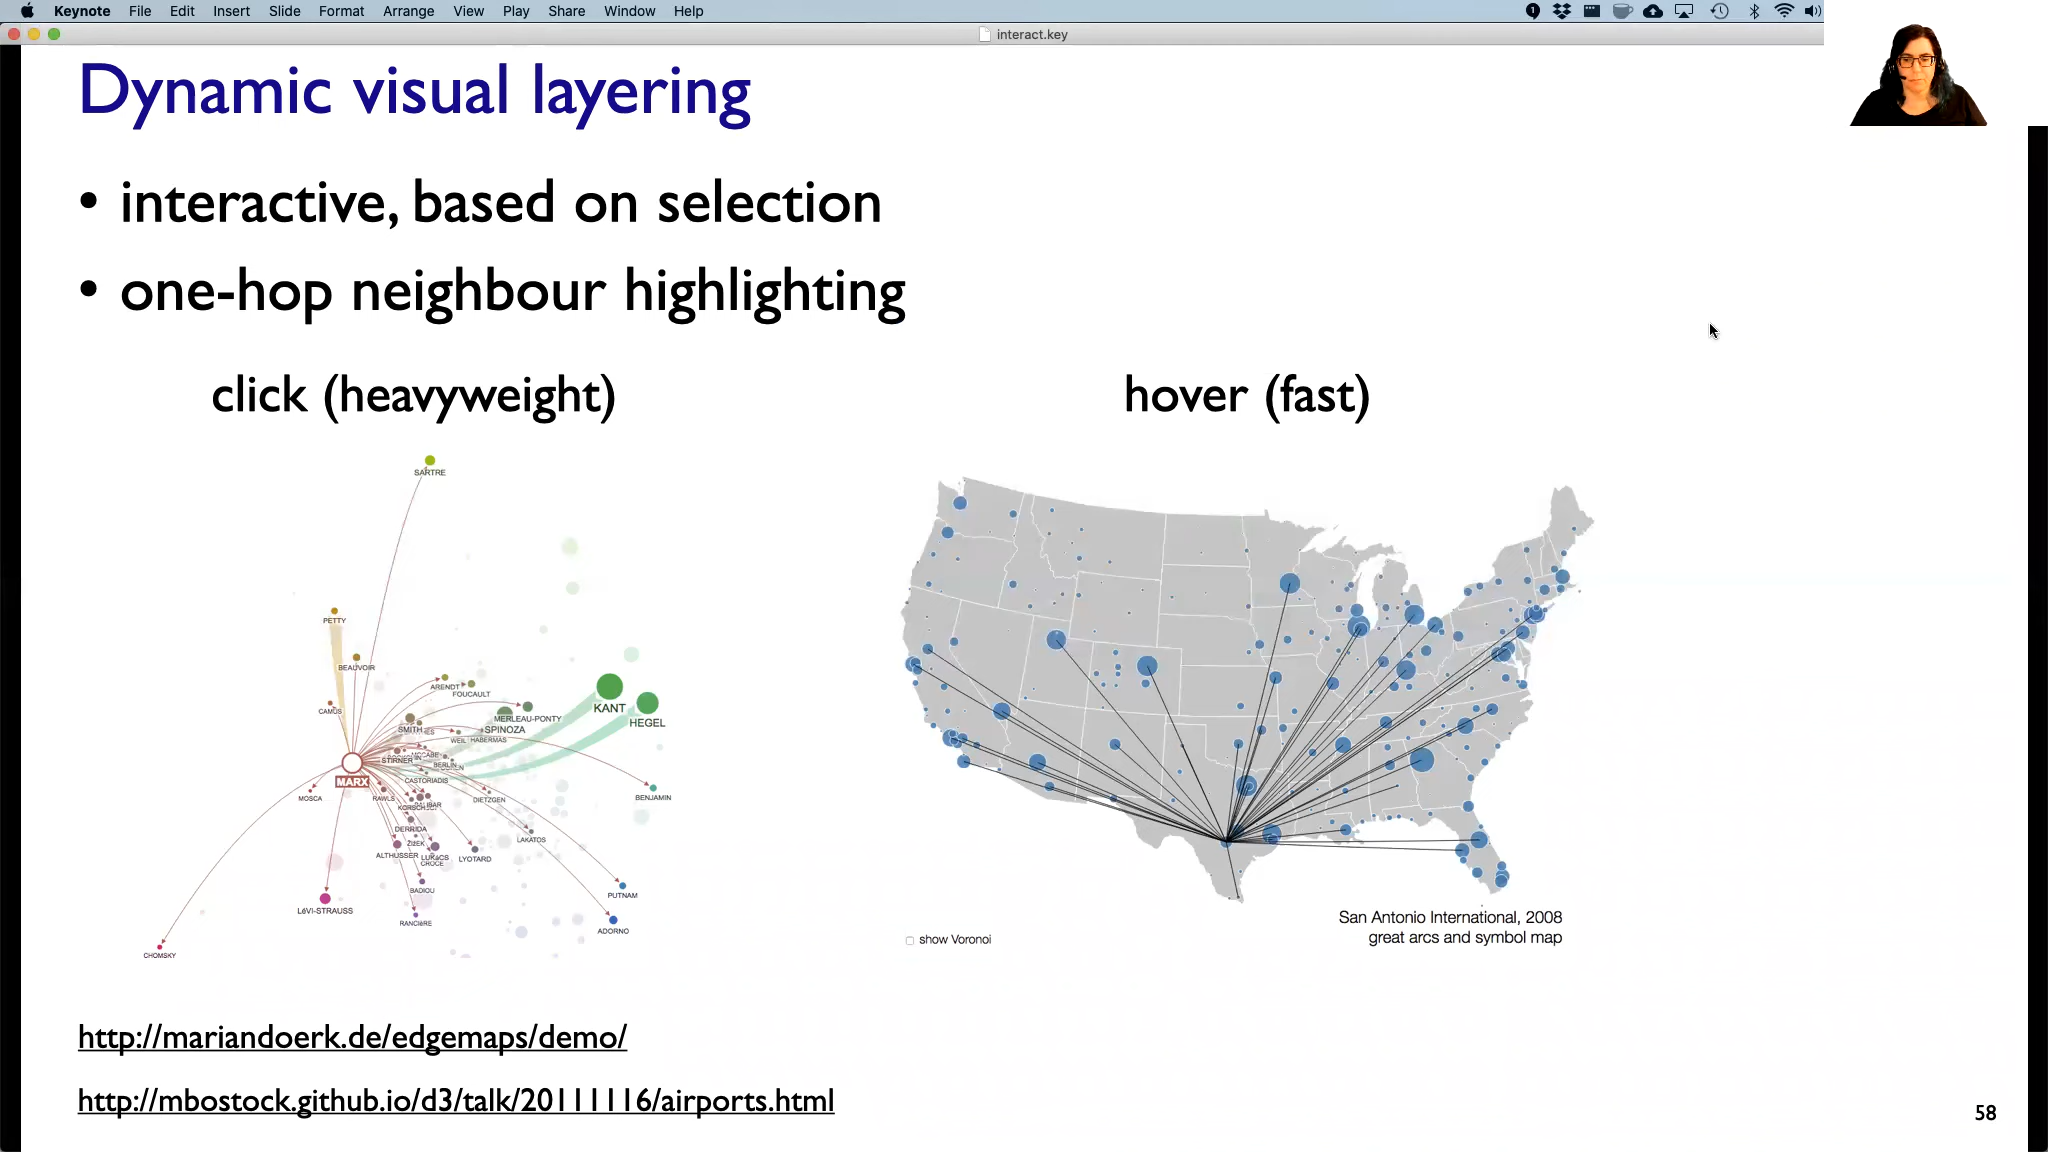 Keynote File Edit Insert Slide Format Arrange View Play Share Window Help
interact.key
Dynamic visual layering
• interactive, based on selection
• one-hop neighbour highlighting
click (heavyweight)
hover (fast)
SARTRE
PETTY
BEAUVOIR
ARENDT
FOUCAULT
CAMUS
KANT
HEGEL
MERLEAU-PONTY
SMITH
SPINOZA
WEIL
HABERMAS
STIRNER
BERLIN
MARX
CASTORIADIS
MOSCA
RAWLS
DIETZGEN
BENJAMIN
DERRIDA
ŽIŽEK
LAKATOS
ALTHUSSER
LUKáCS
CROCE
LYOTARD
BADIOU
PUTNAM
LéVI-STRAUSS
RANCIèRE
ADORNO
CHOMSKY
San Antonio International, 2008
great arcs and symbol map
show Voronoi
http://mariandoerk.de/edgemaps/demo/
http://mbostock.github.io/d3/talk/20111116/airports.html
58